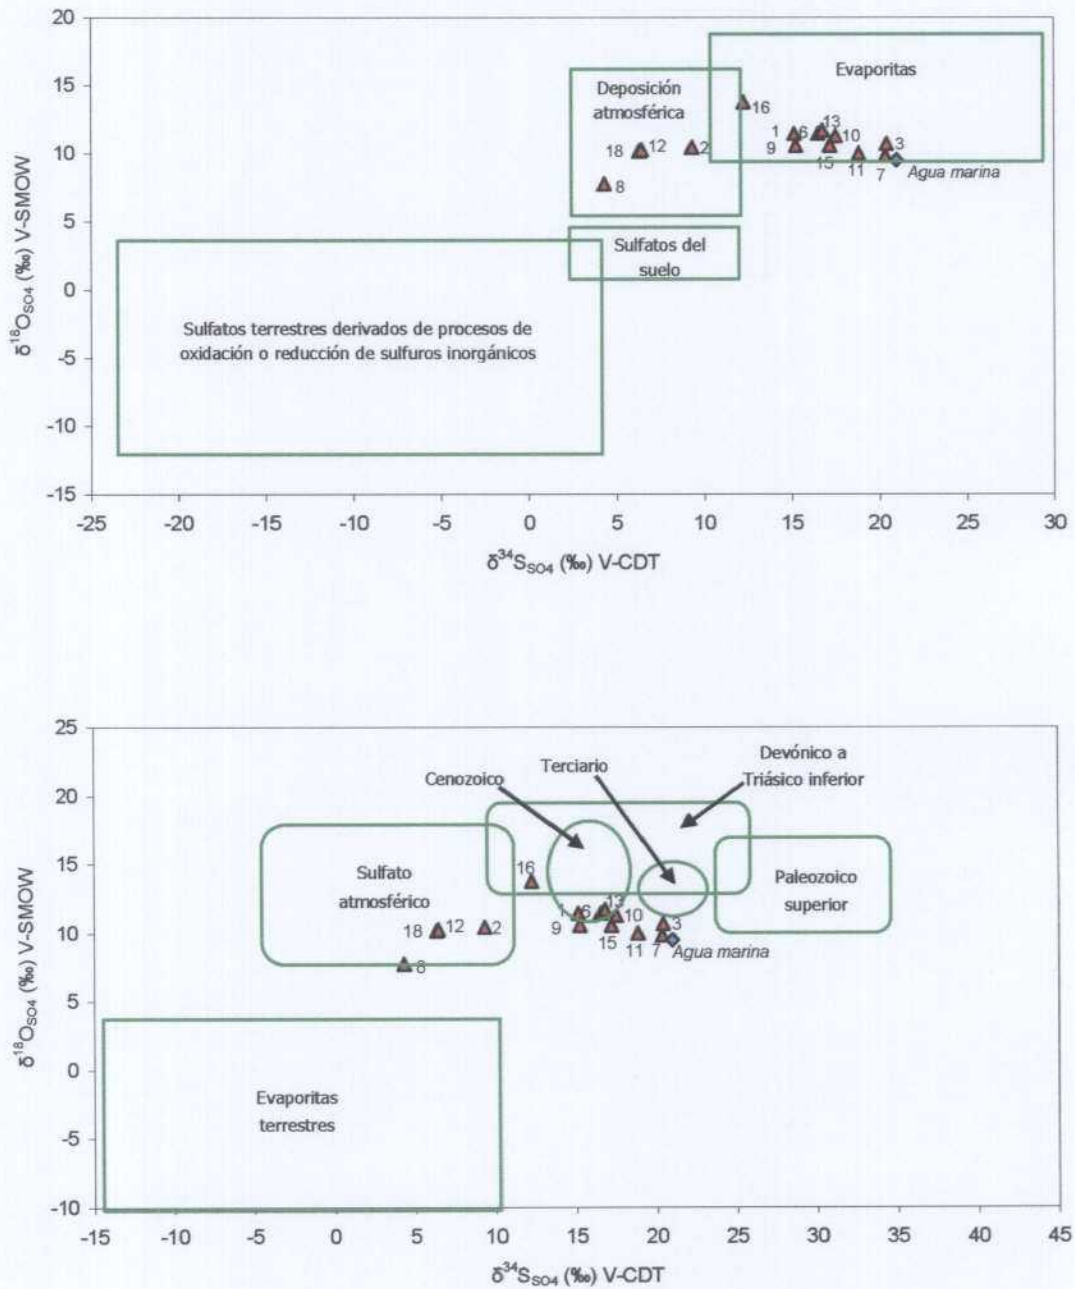 20
15
10
5
0
-5
-10
-15
δ18OSO4 (‰) V-SMOW
Evaporitas
Deposición
atmosférica
16
13
1 6 10 3
9
15 11 7
Agua marina
18 12 2
8
Sulfatos del
suelo
Sulfatos terrestres derivados de procesos de
oxidación o reducción de sulfuros inorgánicos
-25 -20 -15 -10 -5 0 5 10 15 20 25 30
δ34SSO4 (‰) V-CDT
25
20
15
10
5
0
-5
-10
δ18OSO4 (‰) V-SMOW
Cenozoico
Terciario
Devónico a
Triásico inferior
Sulfato
atmosférico
Paleozoico
superior
16
13
1 6 10 3
9
15 11 7
Agua marina
18 12 2
8
Evaporitas
terrestres
-15 -10 -5 0 5 10 15 20 25 30 35 40 45
δ34SSO4 (‰) V-CDT